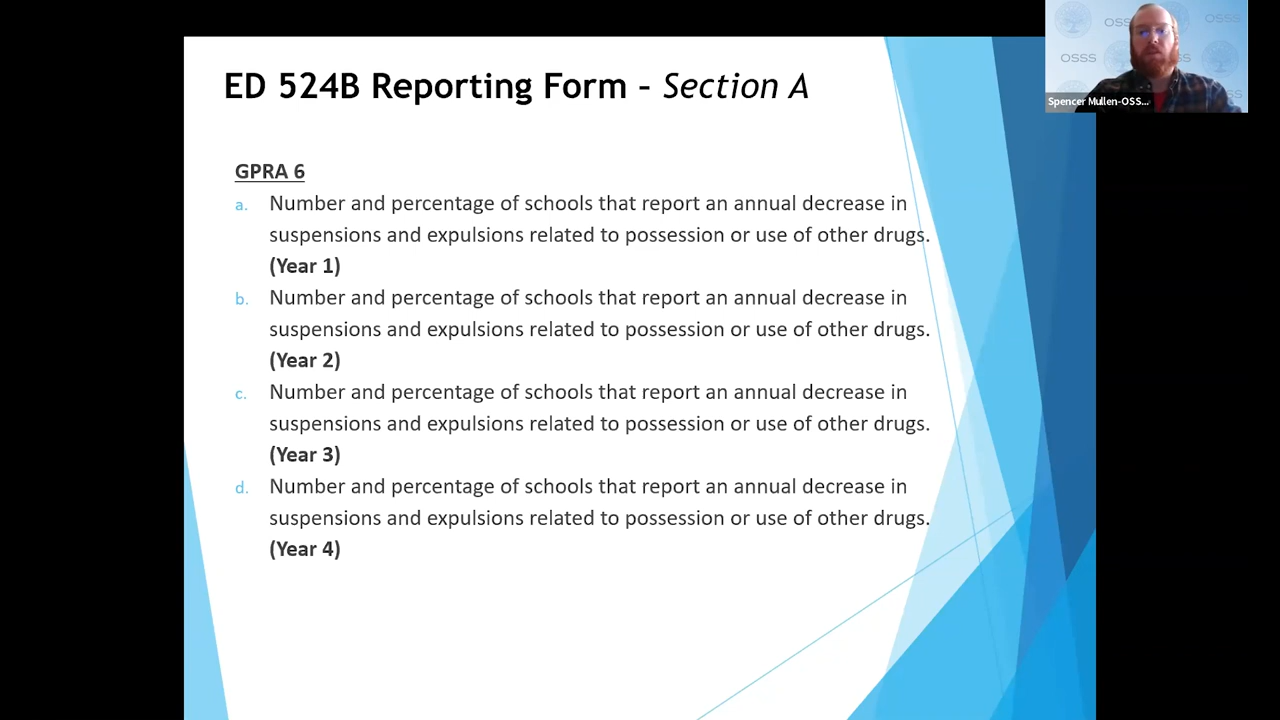 ED 524B Reporting Form – Section A
GPRA 6
a. Number and percentage of schools that report an annual decrease in
suspensions and expulsions related to possession or use of other drugs.
(Year 1)
b. Number and percentage of schools that report an annual decrease in
suspensions and expulsions related to possession or use of other drugs.
(Year 2)
c. Number and percentage of schools that report an annual decrease in
suspensions and expulsions related to possession or use of other drugs.
(Year 3)
d. Number and percentage of schools that report an annual decrease in
suspensions and expulsions related to possession or use of other drugs.
(Year 4)
OSSS
OSSS
Spencer Mullen-OSS...